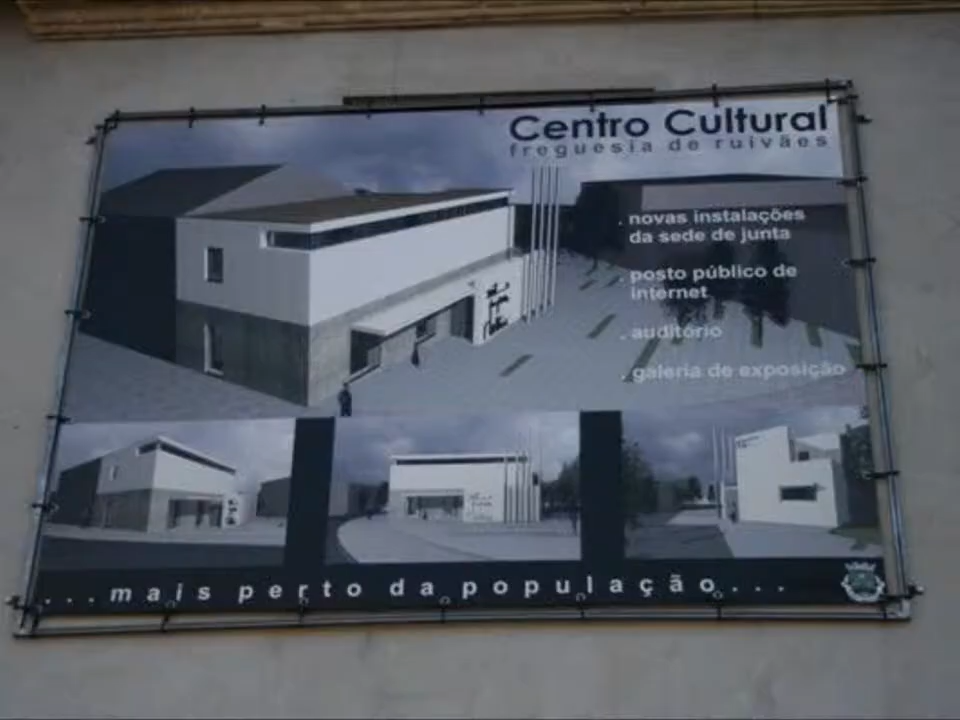 Centro Cultural
freguesia de ruivães
. novas instalações
da sede de junta
. posto público de
internet
. auditório
. galeria de exposição
...mais perto da população...